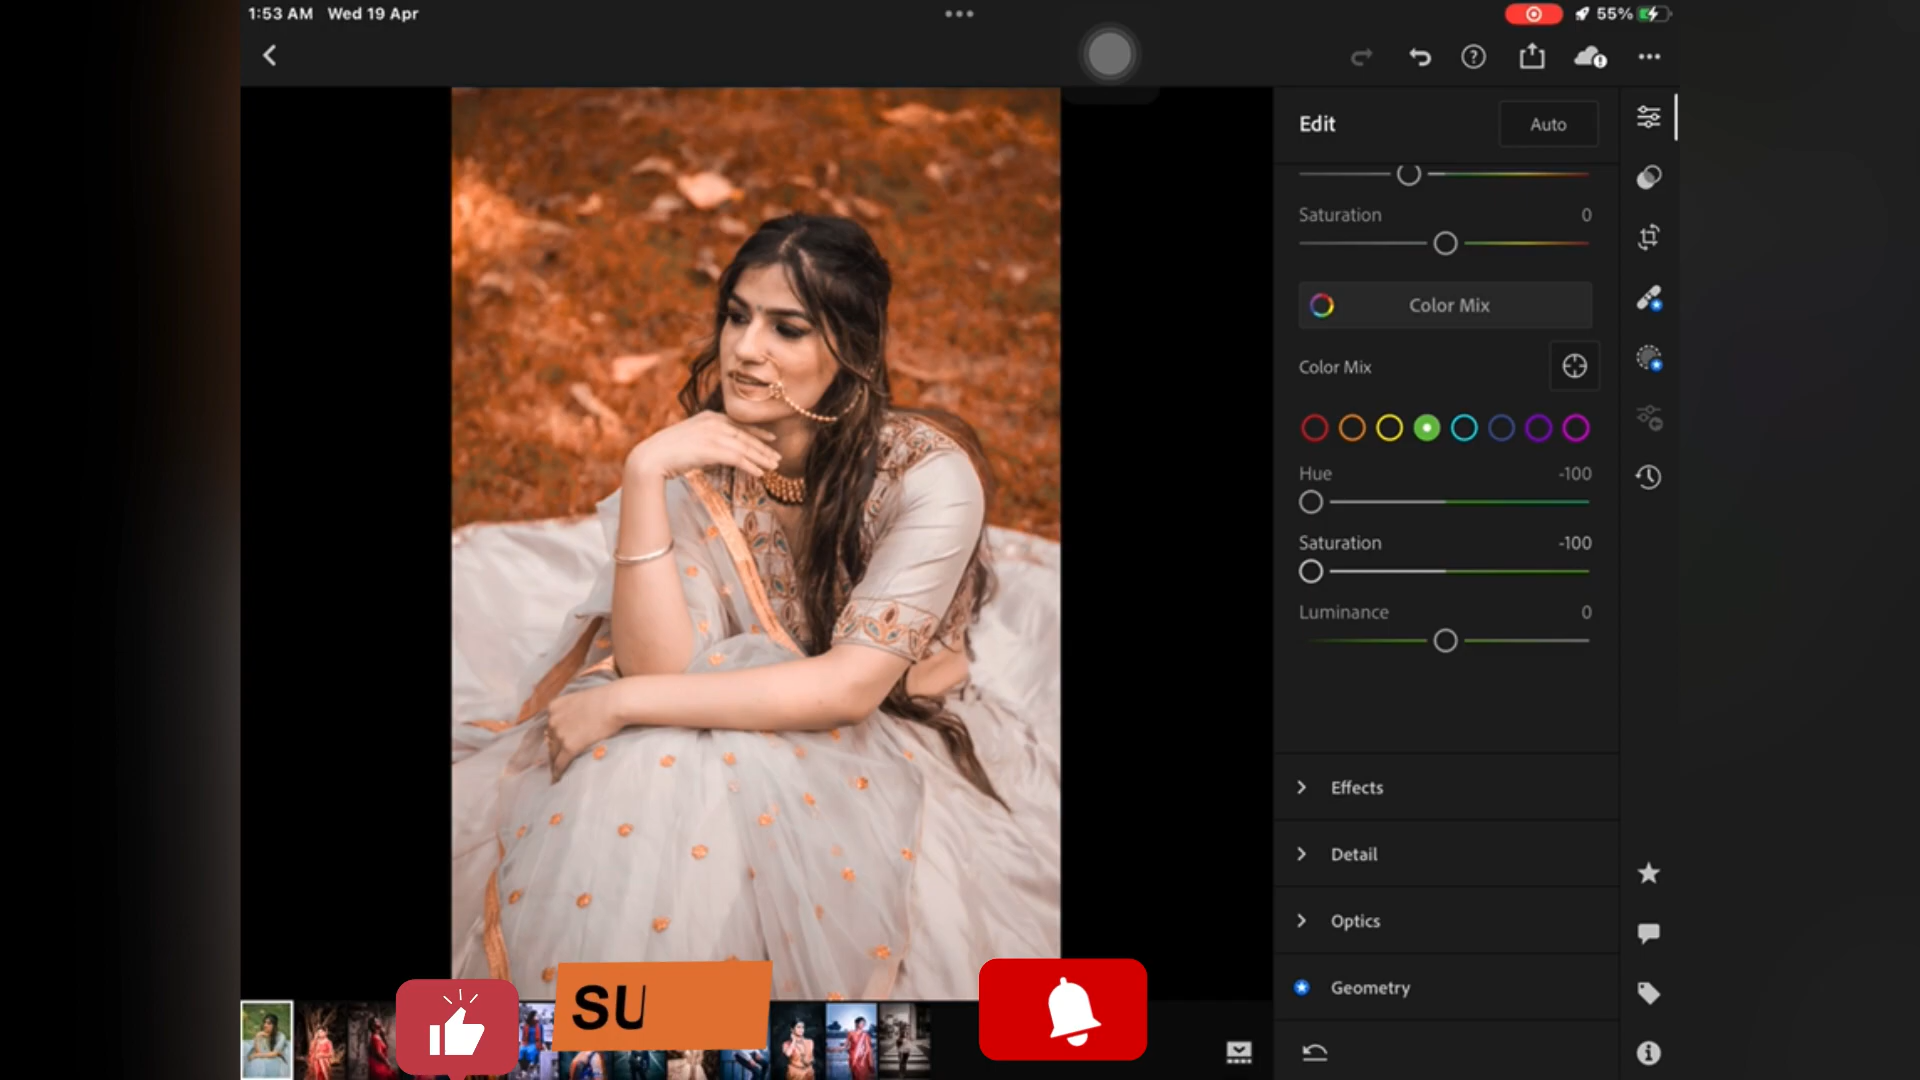 1:53 AM Wed 19 Apr
55%
Edit
Auto
Saturation 0
Color Mix
Color Mix
Hue -100
Saturation -100
Luminance 0
Effects
Detail
Optics
Geometry
SU